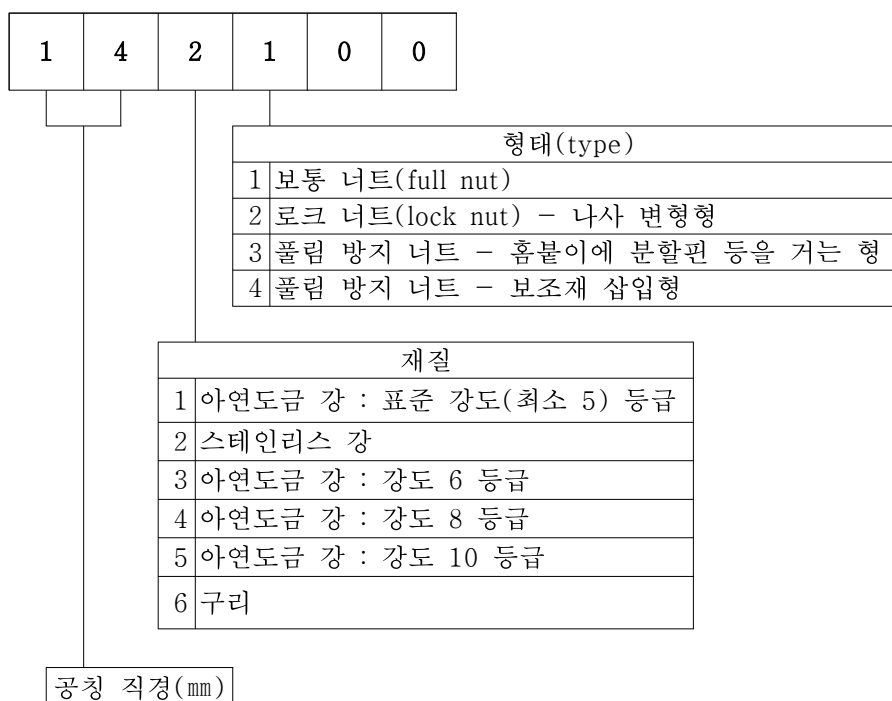 1 4 2 1 0 0
형태(type)
1 보통 너트(full nut)
2 로크 너트(lock nut) - 나사 변형형
3 풀림 방지 너트 - 홈붙이에 분할핀 등을 거는 형
4 풀림 방지 너트 - 보조재 삽입형
재질
1 아연도금 강 : 표준 강도(최소 5) 등급
2 스테인리스 강
3 아연도금 강 : 강도 6 등급
4 아연도금 강 : 강도 8 등급
5 아연도금 강 : 강도 10 등급
6 구리
공칭 직경(㎜)